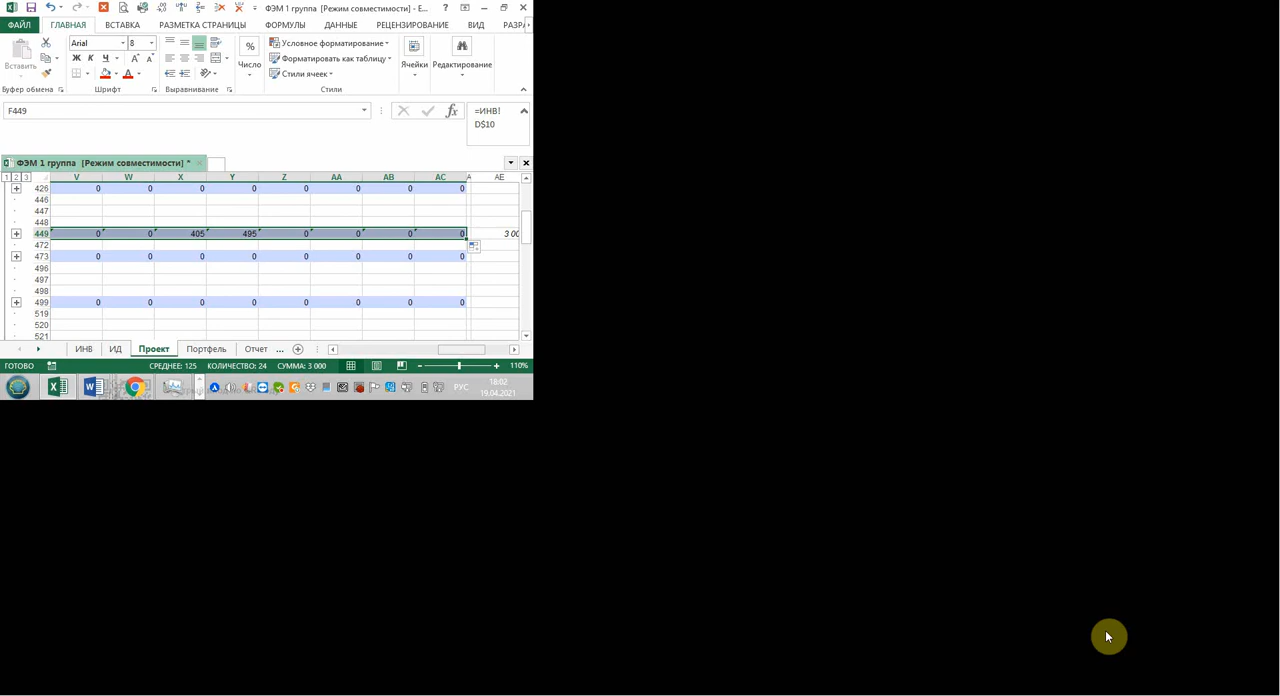 ФЭМ 1 группа [Режим совместимости] - E...
ФАЙЛ ГЛАВНАЯ ВСТАВКА РАЗМЕТКА СТРАНИЦЫ ФОРМУЛЫ ДАННЫЕ РЕЦЕНЗИРОВАНИЕ ВИД РАЗРА
Arial 8
Вставить
Ж К Ч
%
Число
Условное форматирование
Форматировать как таблицу
Стили ячеек
Ячейки
Редактирование
Буфер обмена Шрифт Выравнивание Стили
F449
fx
=ИНВ!
D$10
ФЭМ 1 группа [Режим совместимости] *
1 2 3 V W X Y Z AA AB AC A AE
426 0 0 0 0 0 0 0 0
446
447
448
449 0 0 405 495 0 0 0 0 3 00
472
473 0 0 0 0 0 0 0 0
496
497
498
499 0 0 0 0 0 0 0 0
519
520
521
ИНВ ИД Проект Портфель Отчет ...
ГОТОВО СРЕДНЕЕ: 125 КОЛИЧЕСТВО: 24 СУММА: 3 000 110%
РУС
18:02
19.04.2021